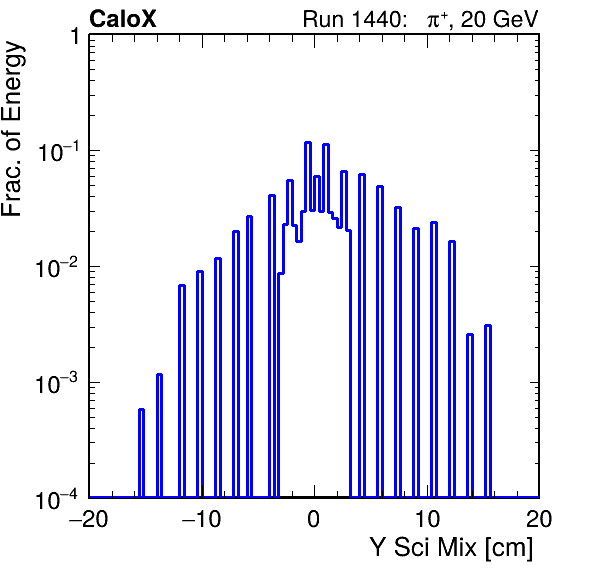 CaloX Run 1440: π⁺, 20 GeV
Frac. of Energy
1
10⁻¹
10⁻²
10⁻³
10⁻⁴
−20 −10 0 10 20
Y Sci Mix [cm]